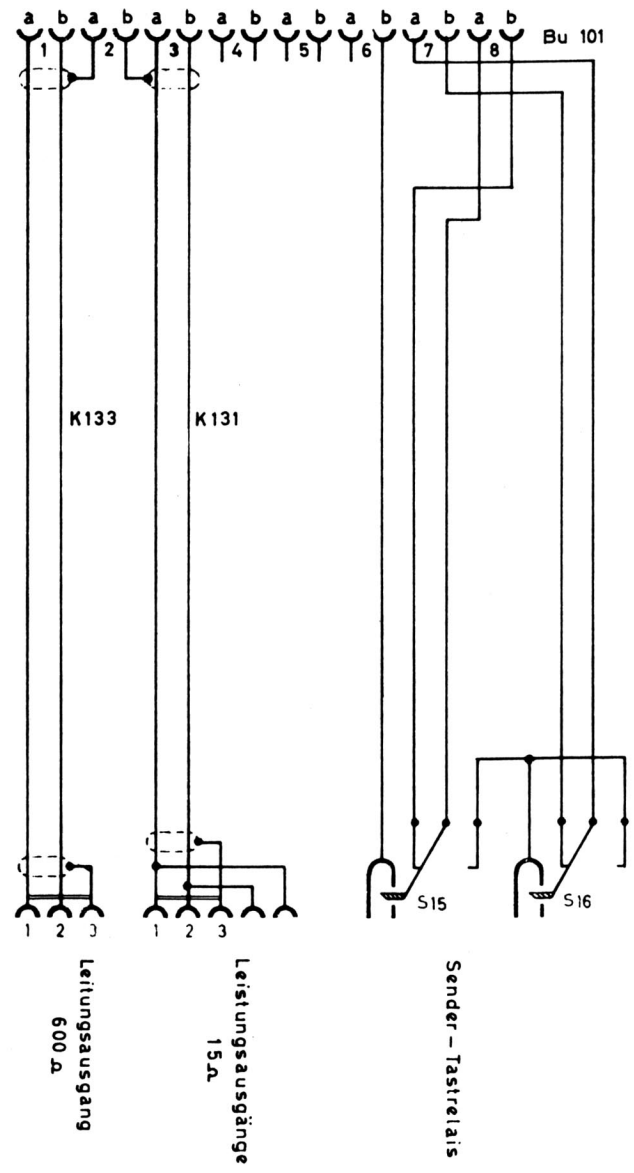 a b a b a b a b a b a b a b a b
1 2 3 4 5 6 7 8 Bu 101
K133 K131
S15 S16
1 2 3 1 2 3
Leitungsausgang
600 Ω
Leistungsausgänge
15 Ω
Sender – Tastrelais